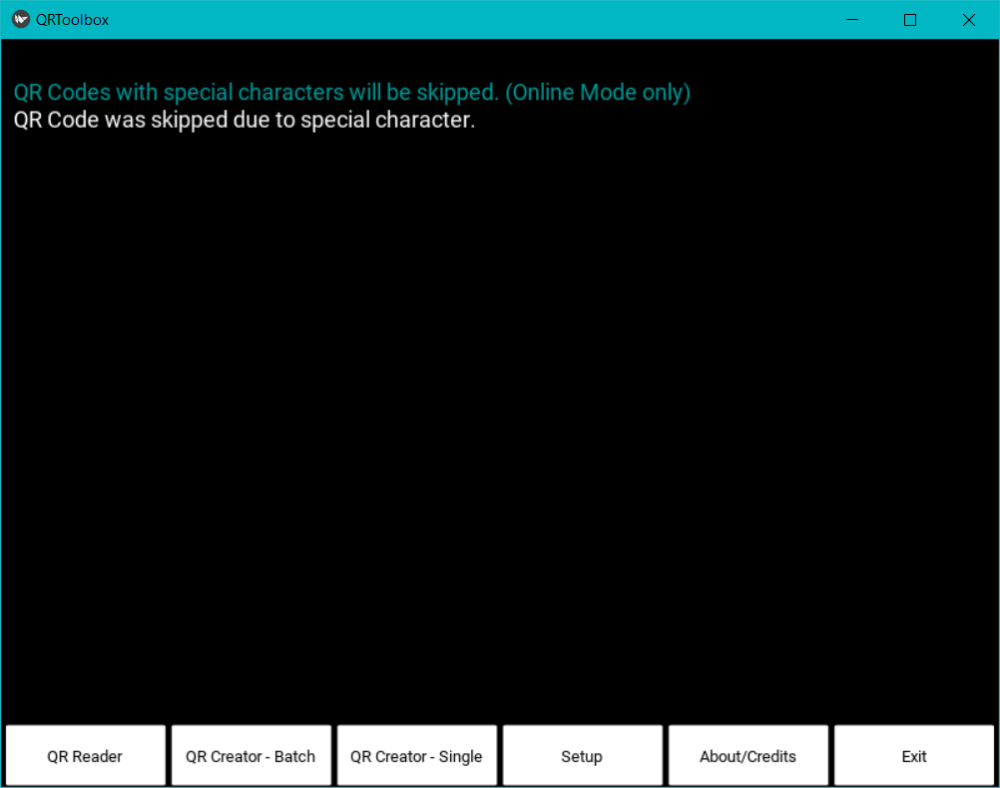 QRToolbox
QR Codes with special characters will be skipped. (Online Mode only)
QR Code was skipped due to special character.
QR Reader
QR Creator - Batch
QR Creator - Single
Setup
About/Credits
Exit